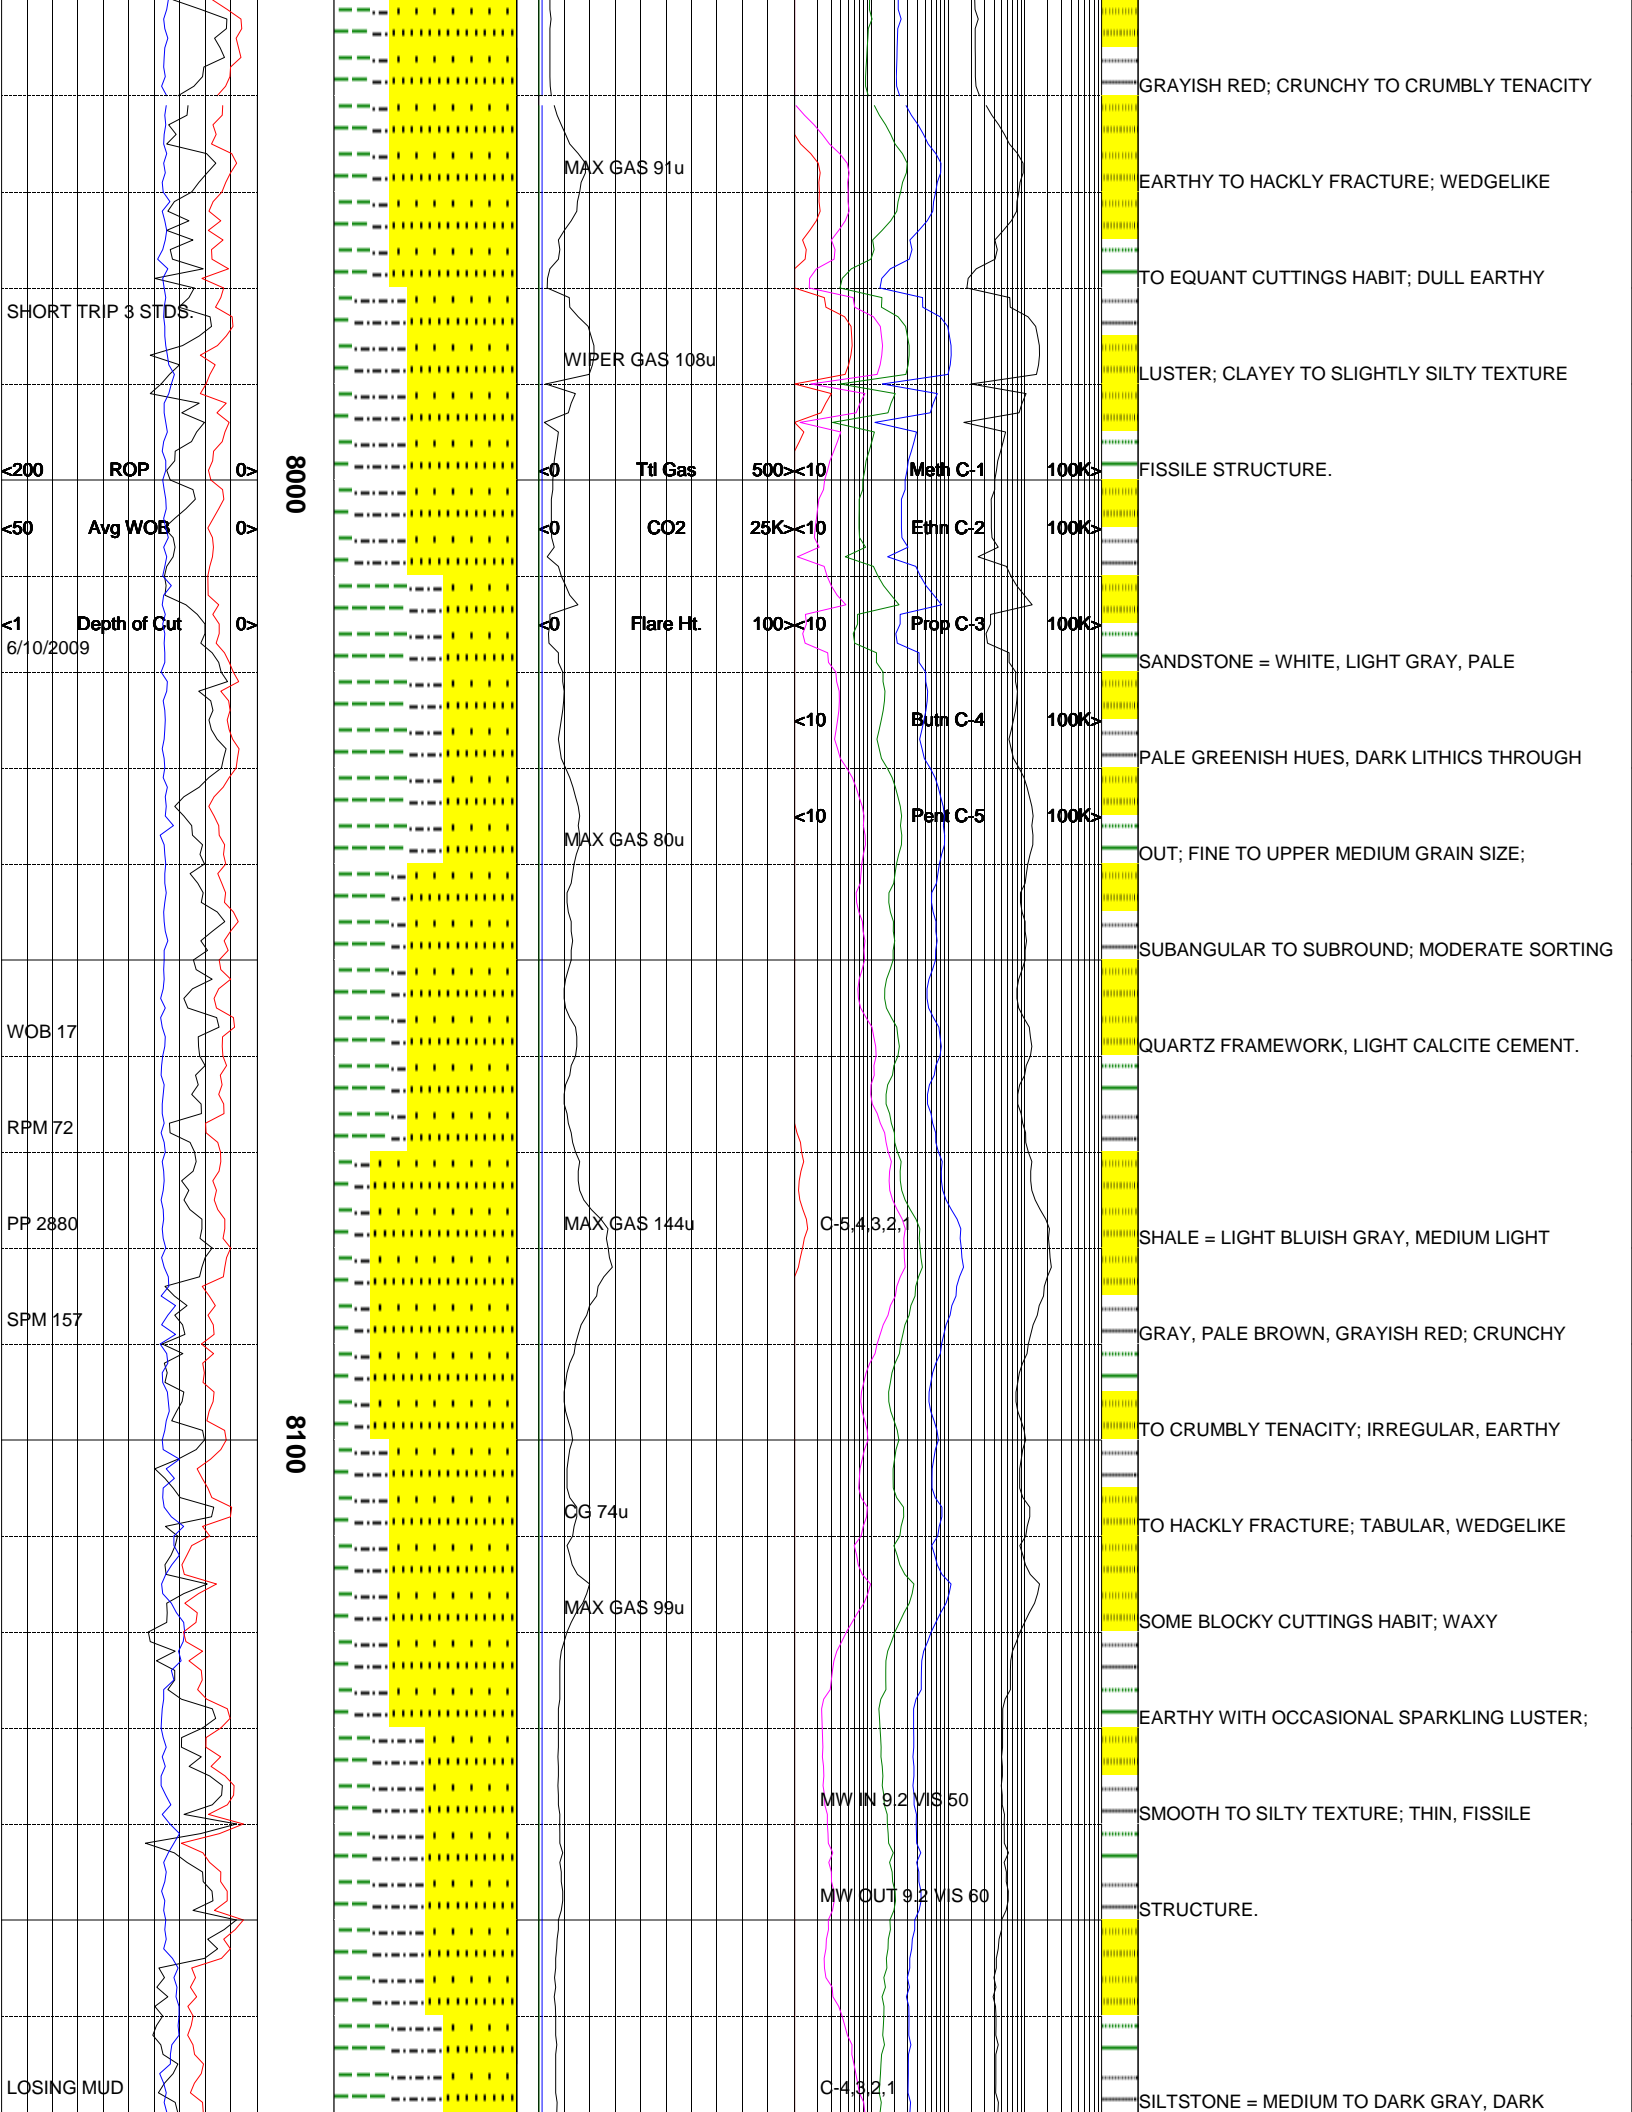 GRAYISH RED; CRUNCHY TO CRUMBLY TENACITY
MAX GAS 91u
EARTHY TO HACKLY FRACTURE; WEDGELIKE
TO EQUANT CUTTINGS HABIT; DULL EARTHY
SHORT TRIP 3 STDS.
WIPER GAS 108u
LUSTER; CLAYEY TO SLIGHTLY SILTY TEXTURE
<200 ROP 0>
8000
<0 Ttl Gas 500>
<10 Meth C-1 100K>
FISSILE STRUCTURE.
<50 Avg WOB 0>
<0 CO2 25K>
<10 Ethn C-2 100K>
<1 Depth of Cut 0>
<0 Flare Ht. 100>
<10 Prop C-3 100K>
6/10/2009
SANDSTONE = WHITE, LIGHT GRAY, PALE
<10 Butn C-4 100K>
PALE GREENISH HUES, DARK LITHICS THROUGH
<10 Pent C-5 100K>
MAX GAS 80u
OUT; FINE TO UPPER MEDIUM GRAIN SIZE;
SUBANGULAR TO SUBROUND; MODERATE SORTING
WOB 17
QUARTZ FRAMEWORK, LIGHT CALCITE CEMENT.
RPM 72
PP 2880
MAX GAS 144u
C-5,4,3,2,1
SHALE = LIGHT BLUISH GRAY, MEDIUM LIGHT
SPM 157
GRAY, PALE BROWN, GRAYISH RED; CRUNCHY
8100
TO CRUMBLY TENACITY; IRREGULAR, EARTHY
CG 74u
TO HACKLY FRACTURE; TABULAR, WEDGELIKE
MAX GAS 99u
SOME BLOCKY CUTTINGS HABIT; WAXY
EARTHY WITH OCCASIONAL SPARKLING LUSTER;
MW IN 9.2 VIS 50
SMOOTH TO SILTY TEXTURE; THIN, FISSILE
MW OUT 9.2 VIS 60
STRUCTURE.
LOSING MUD
C-4,3,2,1
SILTSTONE = MEDIUM TO DARK GRAY, DARK